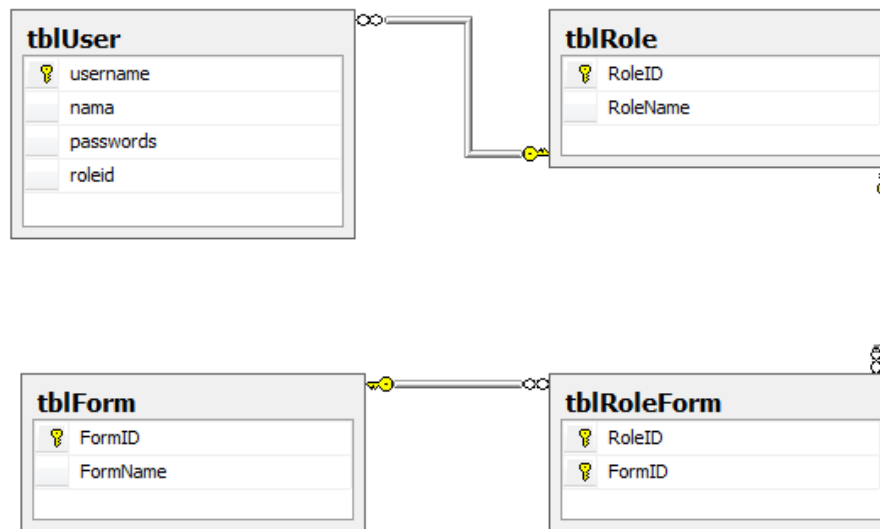 tblUser
username
nama
passwords
roleid
tblRole
RoleID
RoleName
tblForm
FormID
FormName
tblRoleForm
RoleID
FormID